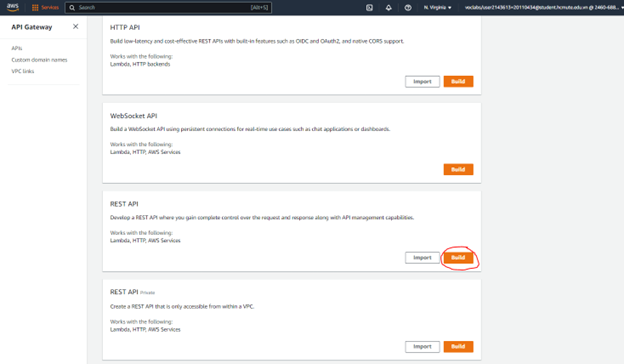 aws
Services
Search
[Alt+S]
N. Virginia
voclabs/user2143613=20110434@student.hcmute.edu.vn @ 2460-688...
API Gateway
APIs
Custom domain names
VPC links
HTTP API
Build low-latency and cost-effective REST APIs with built-in features such as OIDC and OAuth2, and native CORS support.
Works with the following:
Lambda, HTTP backends
Import
Build
WebSocket API
Build a WebSocket API using persistent connections for real-time use cases such as chat applications or dashboards.
Works with the following:
Lambda, HTTP, AWS Services
Build
REST API
Develop a REST API where you gain complete control over the request and response along with API management capabilities.
Works with the following:
Lambda, HTTP, AWS Services
Import
Build
REST API Private
Create a REST API that is only accessible from within a VPC.
Works with the following:
Lambda, HTTP, AWS Services
Import
Build